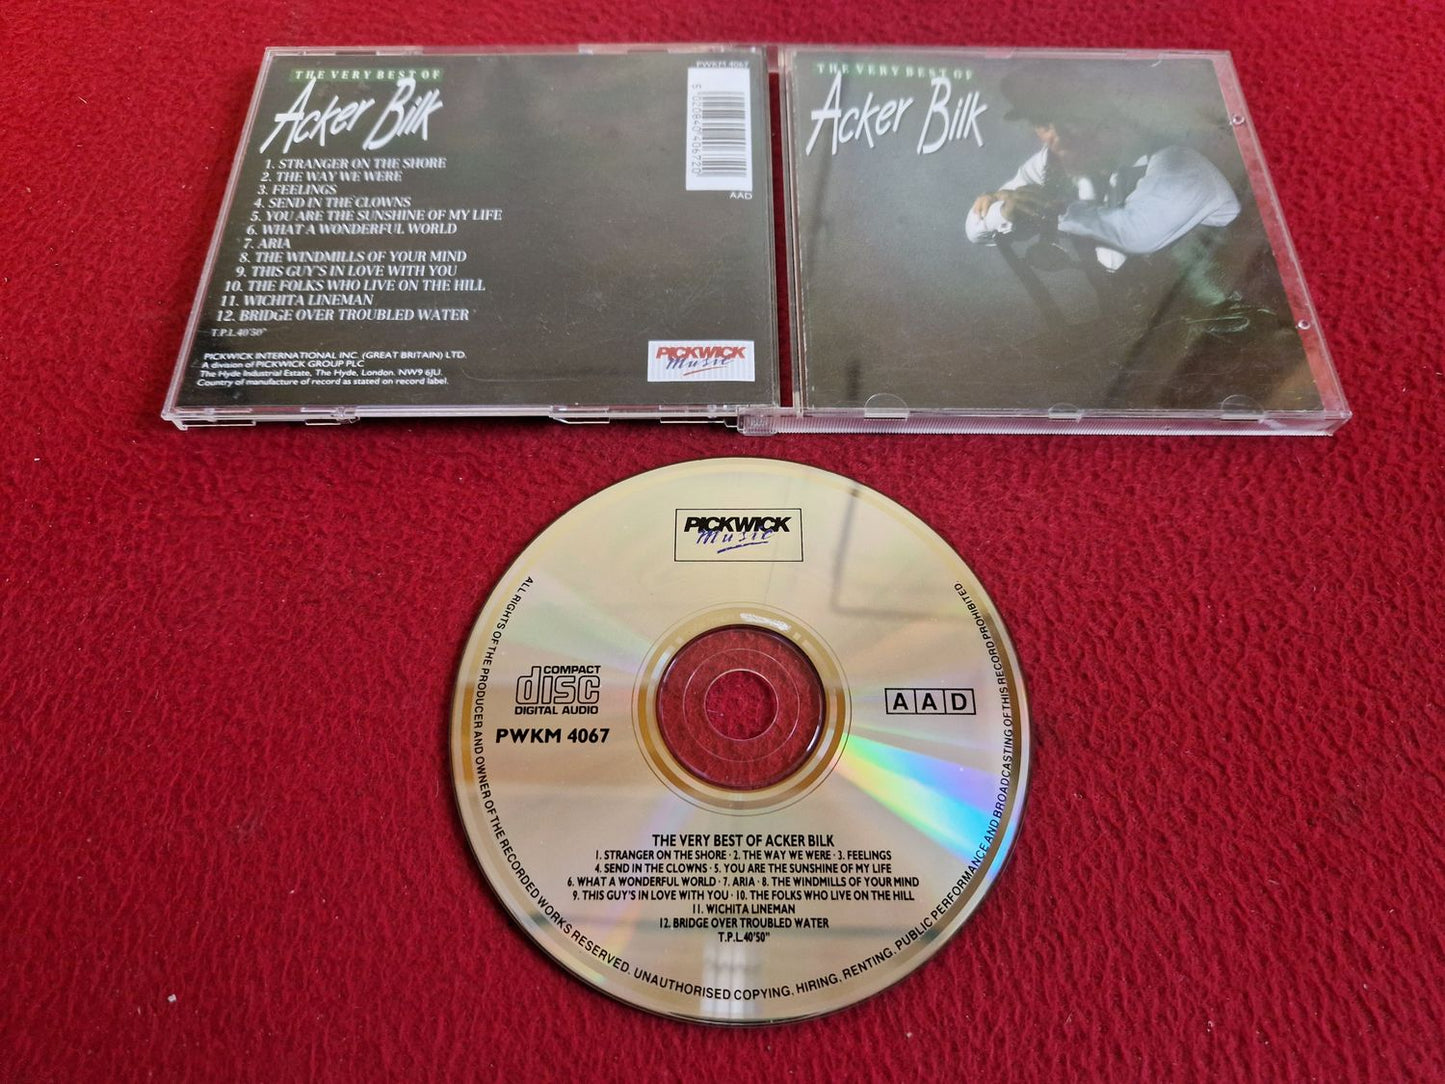 THE VERY BEST OF
Acker Bilk
1. STRANGER ON THE SHORE
2. THE WAY WE WERE
3. FEELINGS
4. SEND IN THE CLOWNS
5. YOU ARE THE SUNSHINE OF MY LIFE
6. WHAT A WONDERFUL WORLD
7. ARIA
8. THE WINDMILLS OF YOUR MIND
9. THIS GUY'S IN LOVE WITH YOU
10. THE FOLKS WHO LIVE ON THE HILL
11. WICHITA LINEMAN
12. BRIDGE OVER TROUBLED WATER
T.P.L.40'50"
PICKWICK INTERNATIONAL INC. (GREAT BRITAIN) LTD.
A division of PICKWICK GROUP PLC
The Hyde Industrial Estate, The Hyde, London. NW9 6JU.
Country of manufacture of record as stated on record label.
PWKM 4067
5 020840 406720
AAD
PICKWICK
Music
THE VERY BEST OF
Acker Bilk
PICKWICK
Music
COMPACT
disc
DIGITAL AUDIO
PWKM 4067
AAD
THE VERY BEST OF ACKER BILK
1. STRANGER ON THE SHORE · 2. THE WAY WE WERE · 3. FEELINGS
4. SEND IN THE CLOWNS · 5. YOU ARE THE SUNSHINE OF MY LIFE
6. WHAT A WONDERFUL WORLD · 7. ARIA · 8. THE WINDMILLS OF YOUR MIND
9. THIS GUY'S IN LOVE WITH YOU · 10. THE FOLKS WHO LIVE ON THE HILL
11. WICHITA LINEMAN
12. BRIDGE OVER TROUBLED WATER
T.P.L.40'50"
ALL RIGHTS OF THE PRODUCER AND OWNER OF THE RECORDED WORKS RESERVED. UNAUTHORISED COPYING, HIRING, RENTING, PUBLIC PERFORMANCE AND BROADCASTING OF THIS RECORD PROHIBITED.